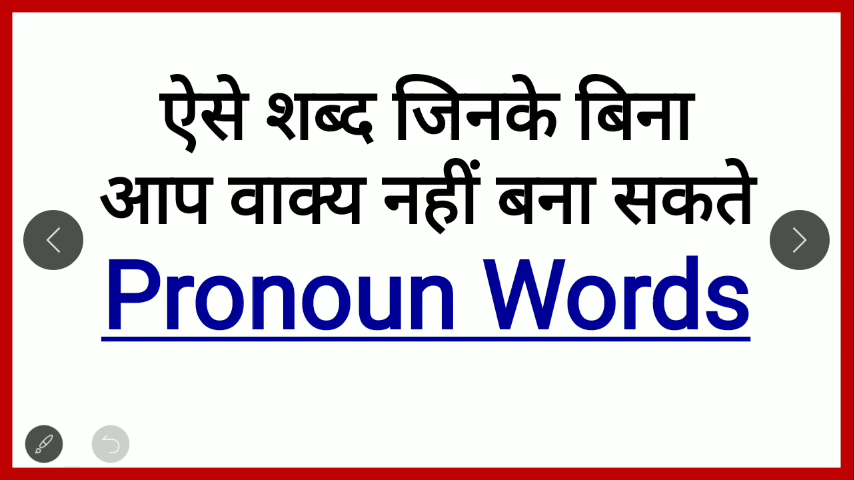 ऐसे शब्द जिनके बिना
आप वाक्य नहीं बना सकते
Pronoun Words